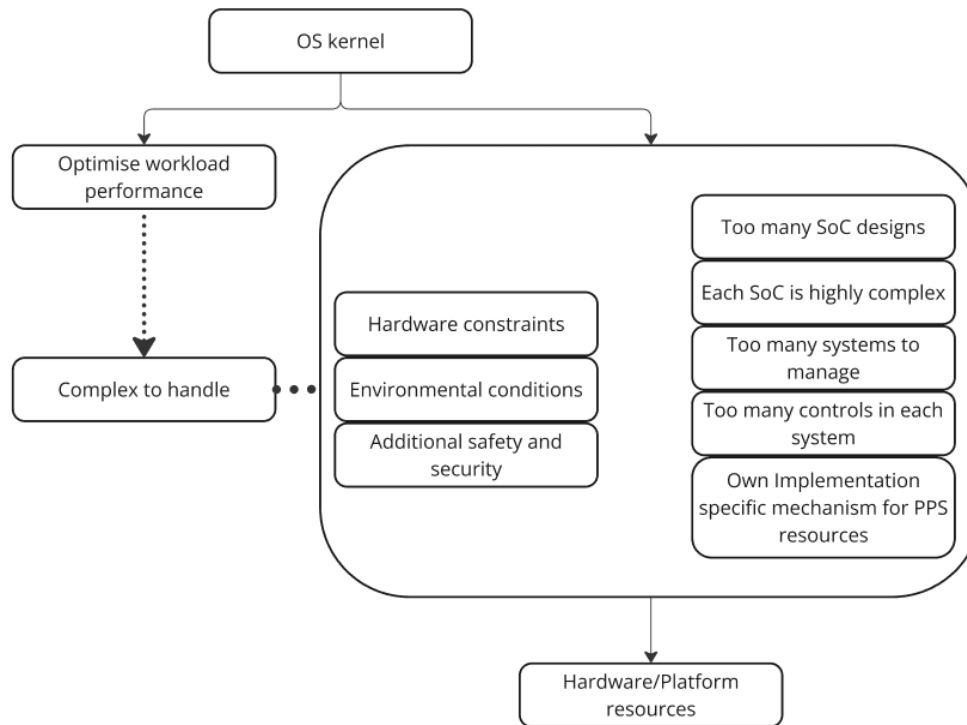 OS kernel
Optimise workload
performance
Complex to handle
Hardware constraints
Environmental conditions
Additional safety and
security
Too many SoC designs
Each SoC is highly complex
Too many systems to
manage
Too many controls in each
system
Own Implementation
specific mechanism for PPS
resources
Hardware/Platform
resources